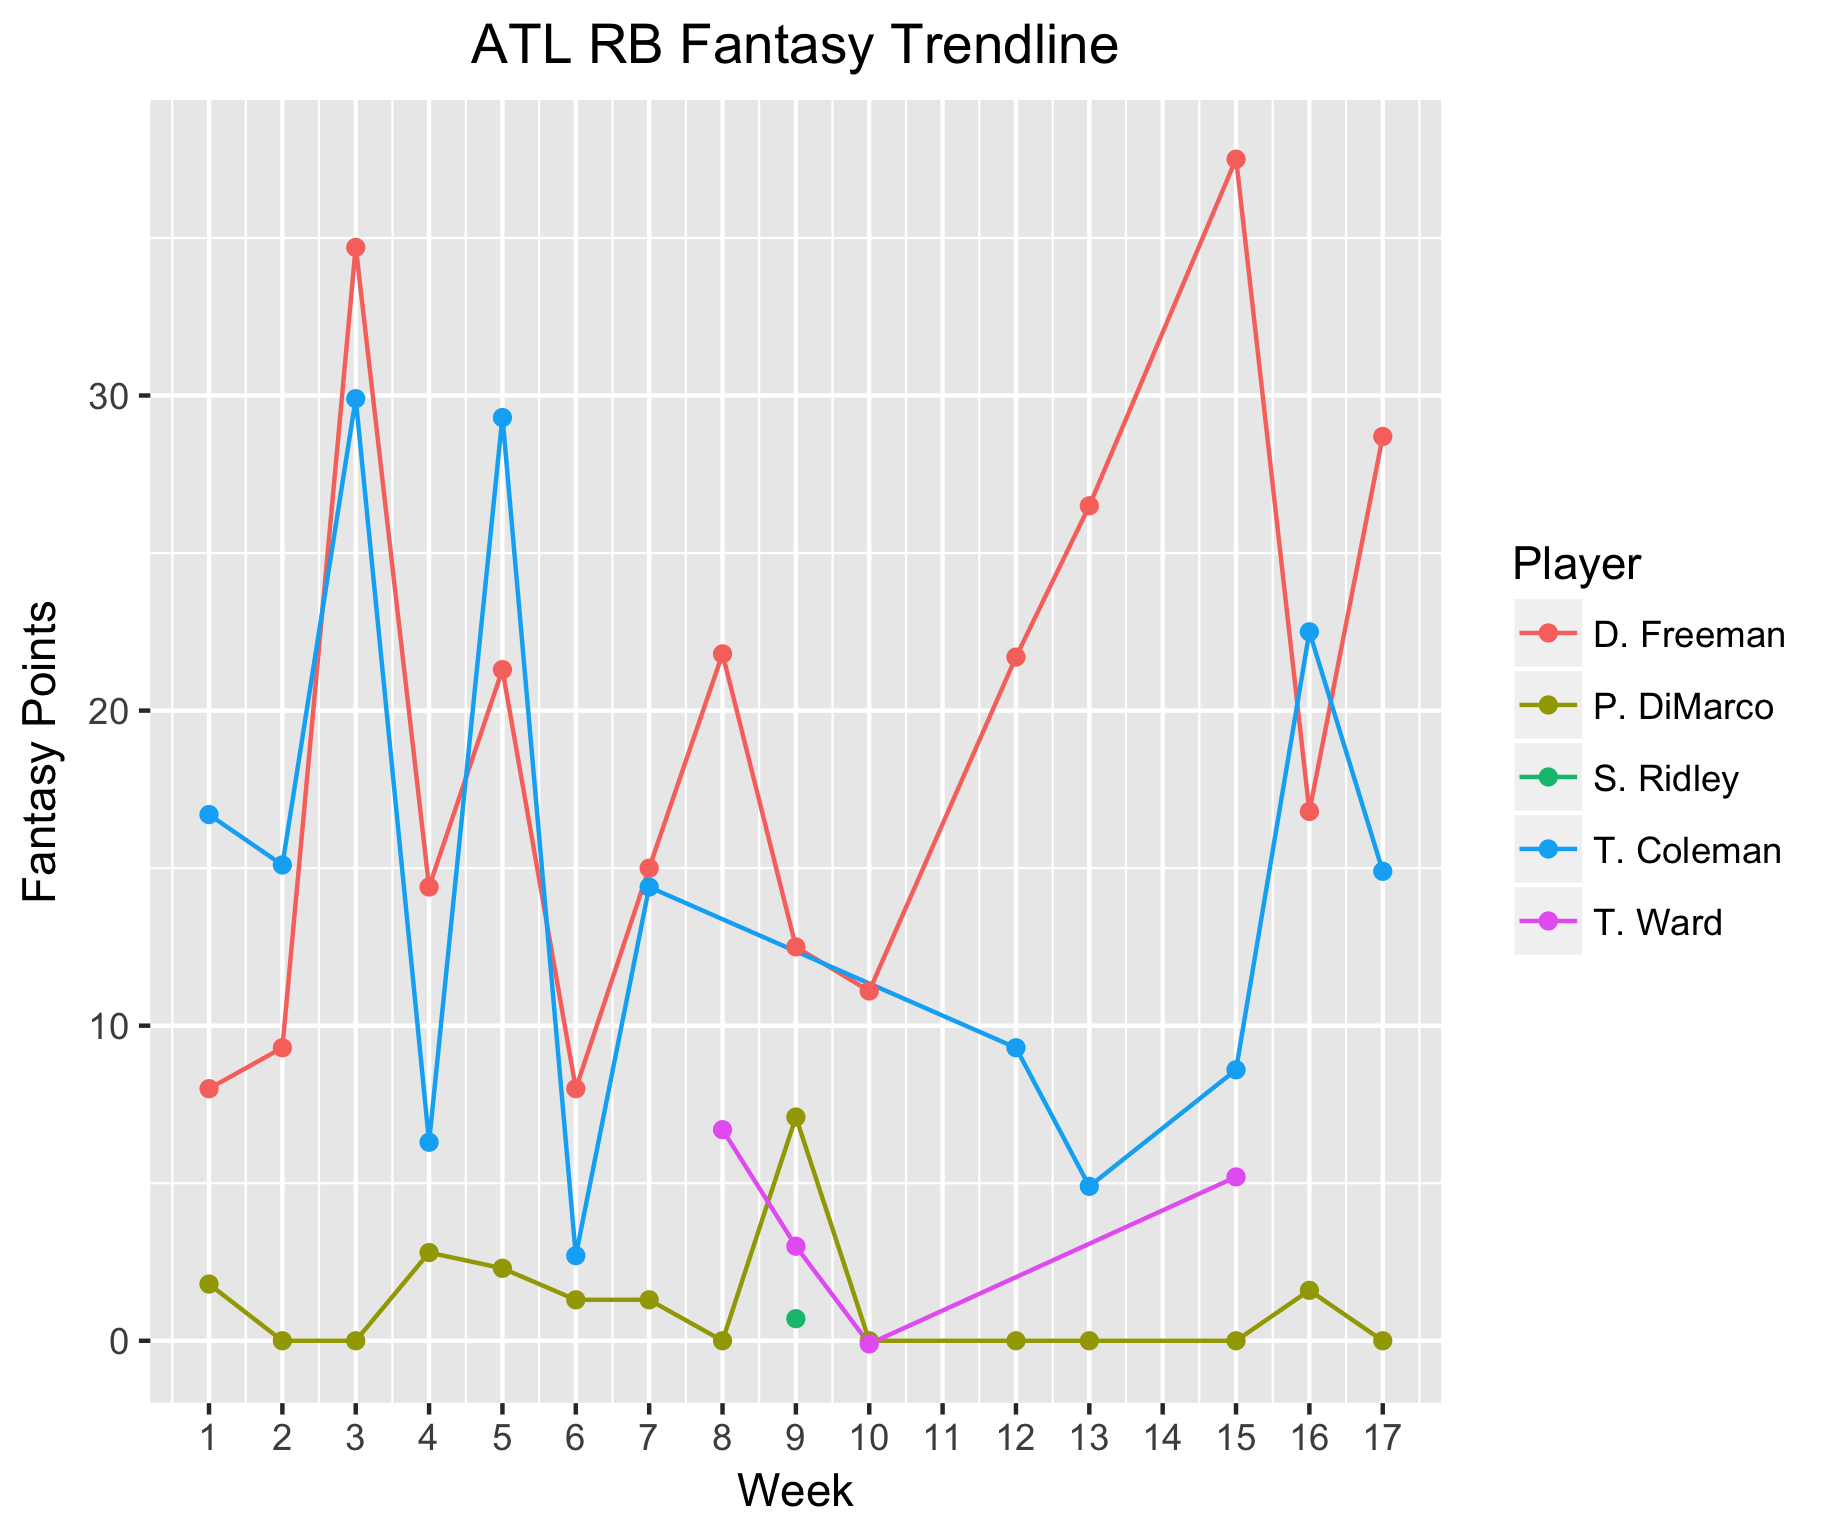 ATL RB Fantasy Trendline
Fantasy Points
30
20
10
0
1 2 3 4 5 6 7 8 9 10 11 12 13 14 15 16 17
Week
Player
D. Freeman
P. DiMarco
S. Ridley
T. Coleman
T. Ward